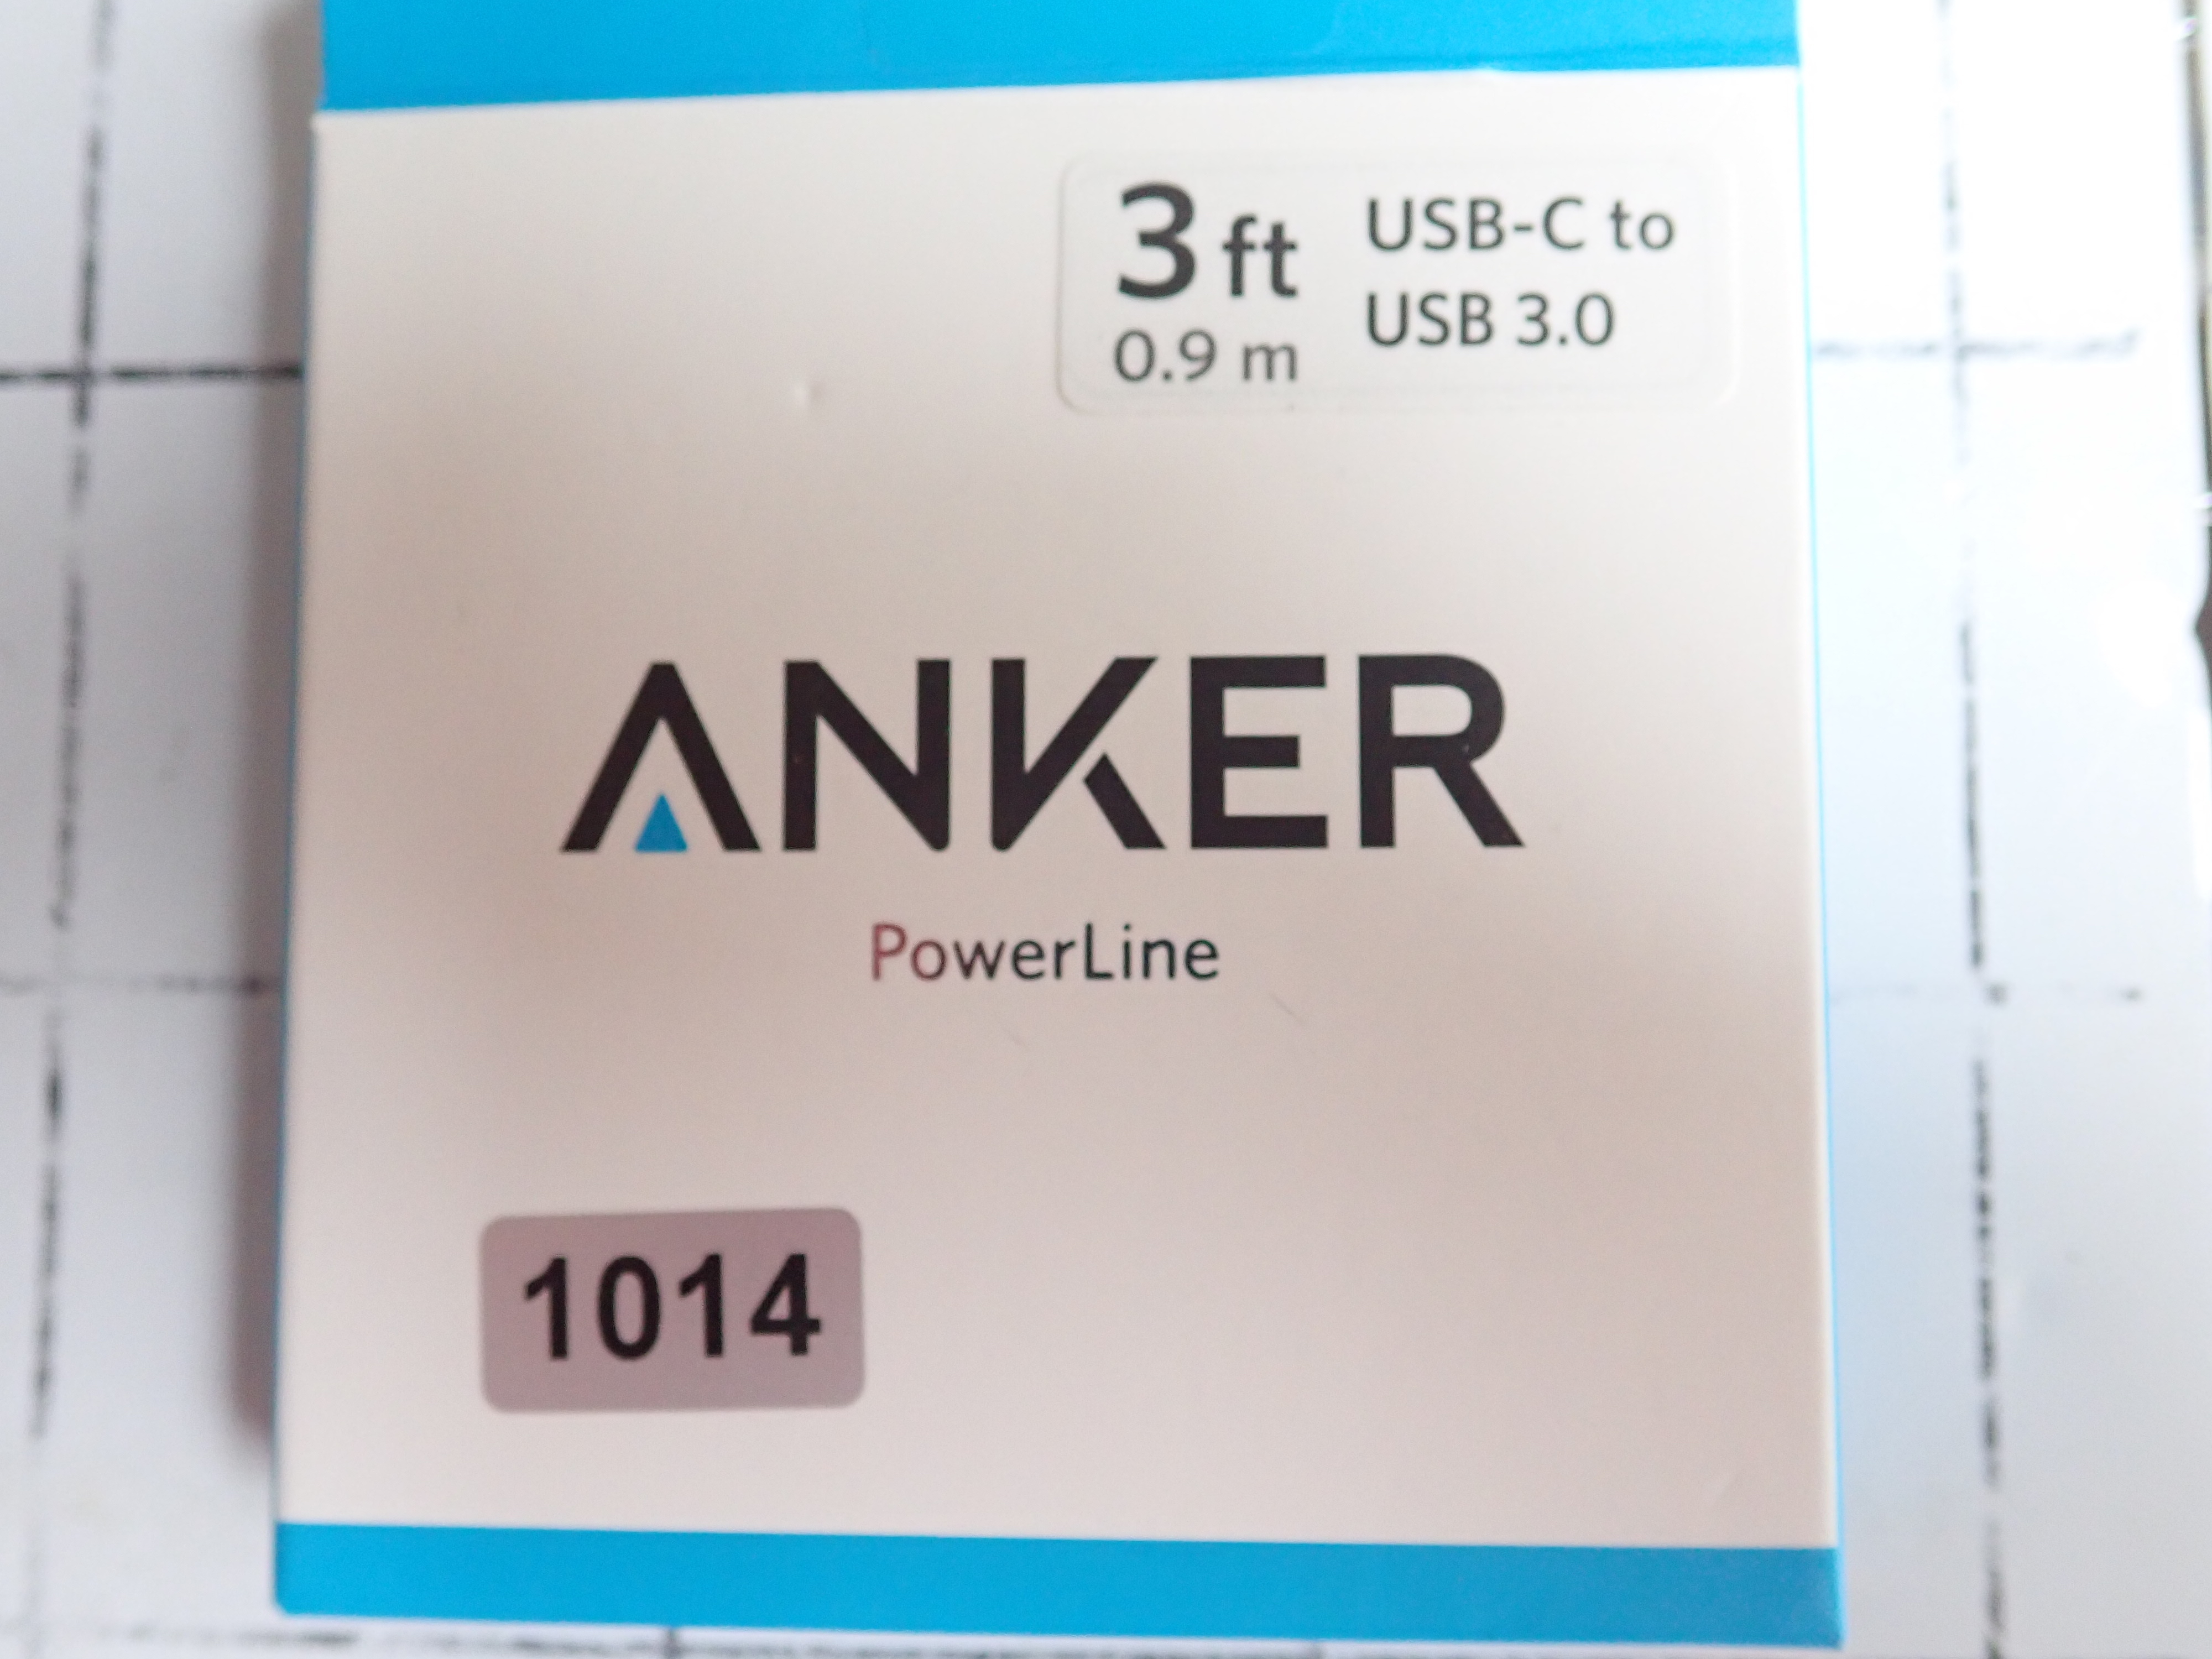 3 ft
0.9 m
USB-C to
USB 3.0
ANKER
PowerLine
1014